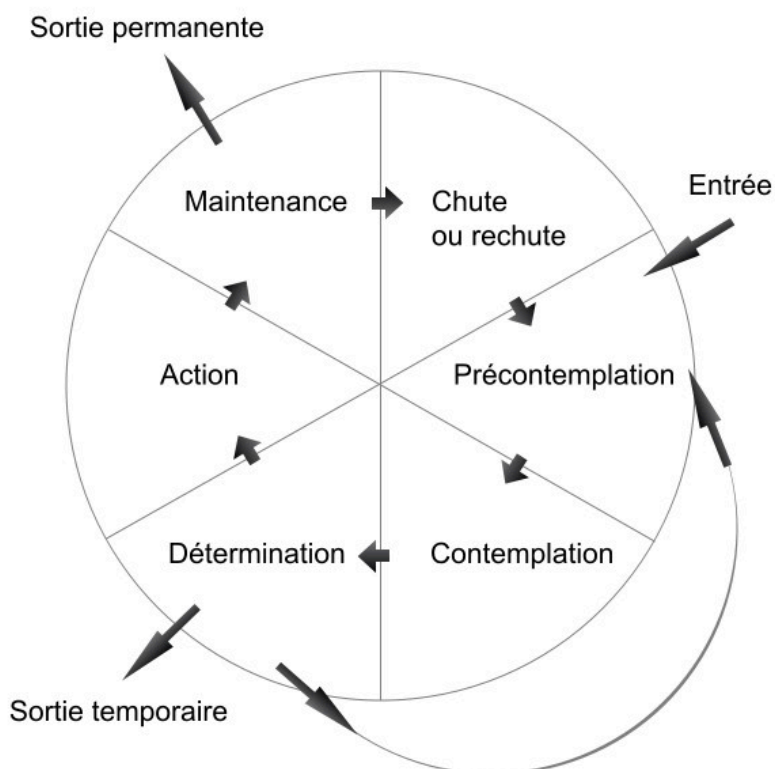 Sortie permanente
Entrée
Maintenance
Chute
ou rechute
Action
Précontemplation
Détermination
Contemplation
Sortie temporaire